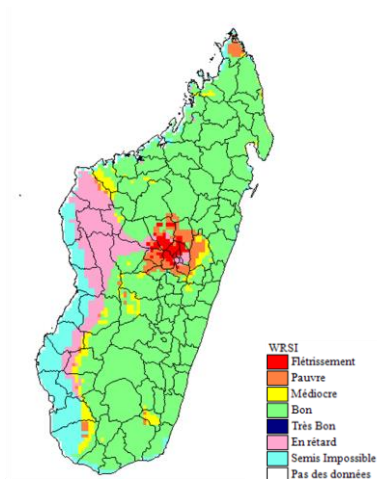 WRSI
Flétrissement
Pauvre
Médiocre
Bon
Très Bon
En rétard
Semis Impossible
Pas des données